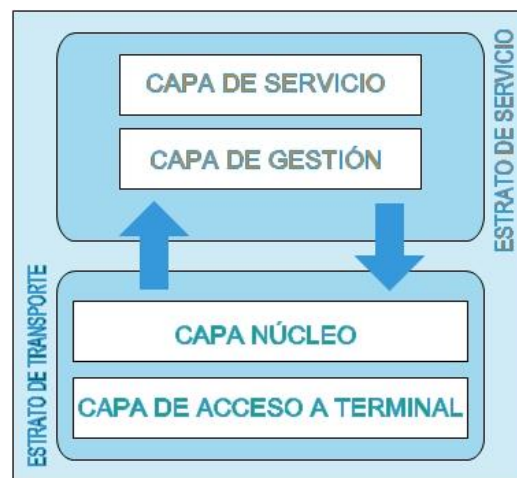 CAPA DE SERVICIO
CAPA DE GESTIÓN
ESTRATO DE SERVICIO
CAPA NÚCLEO
CAPA DE ACCESO A TERMINAL
ESTRATO DE TRANSPORTE